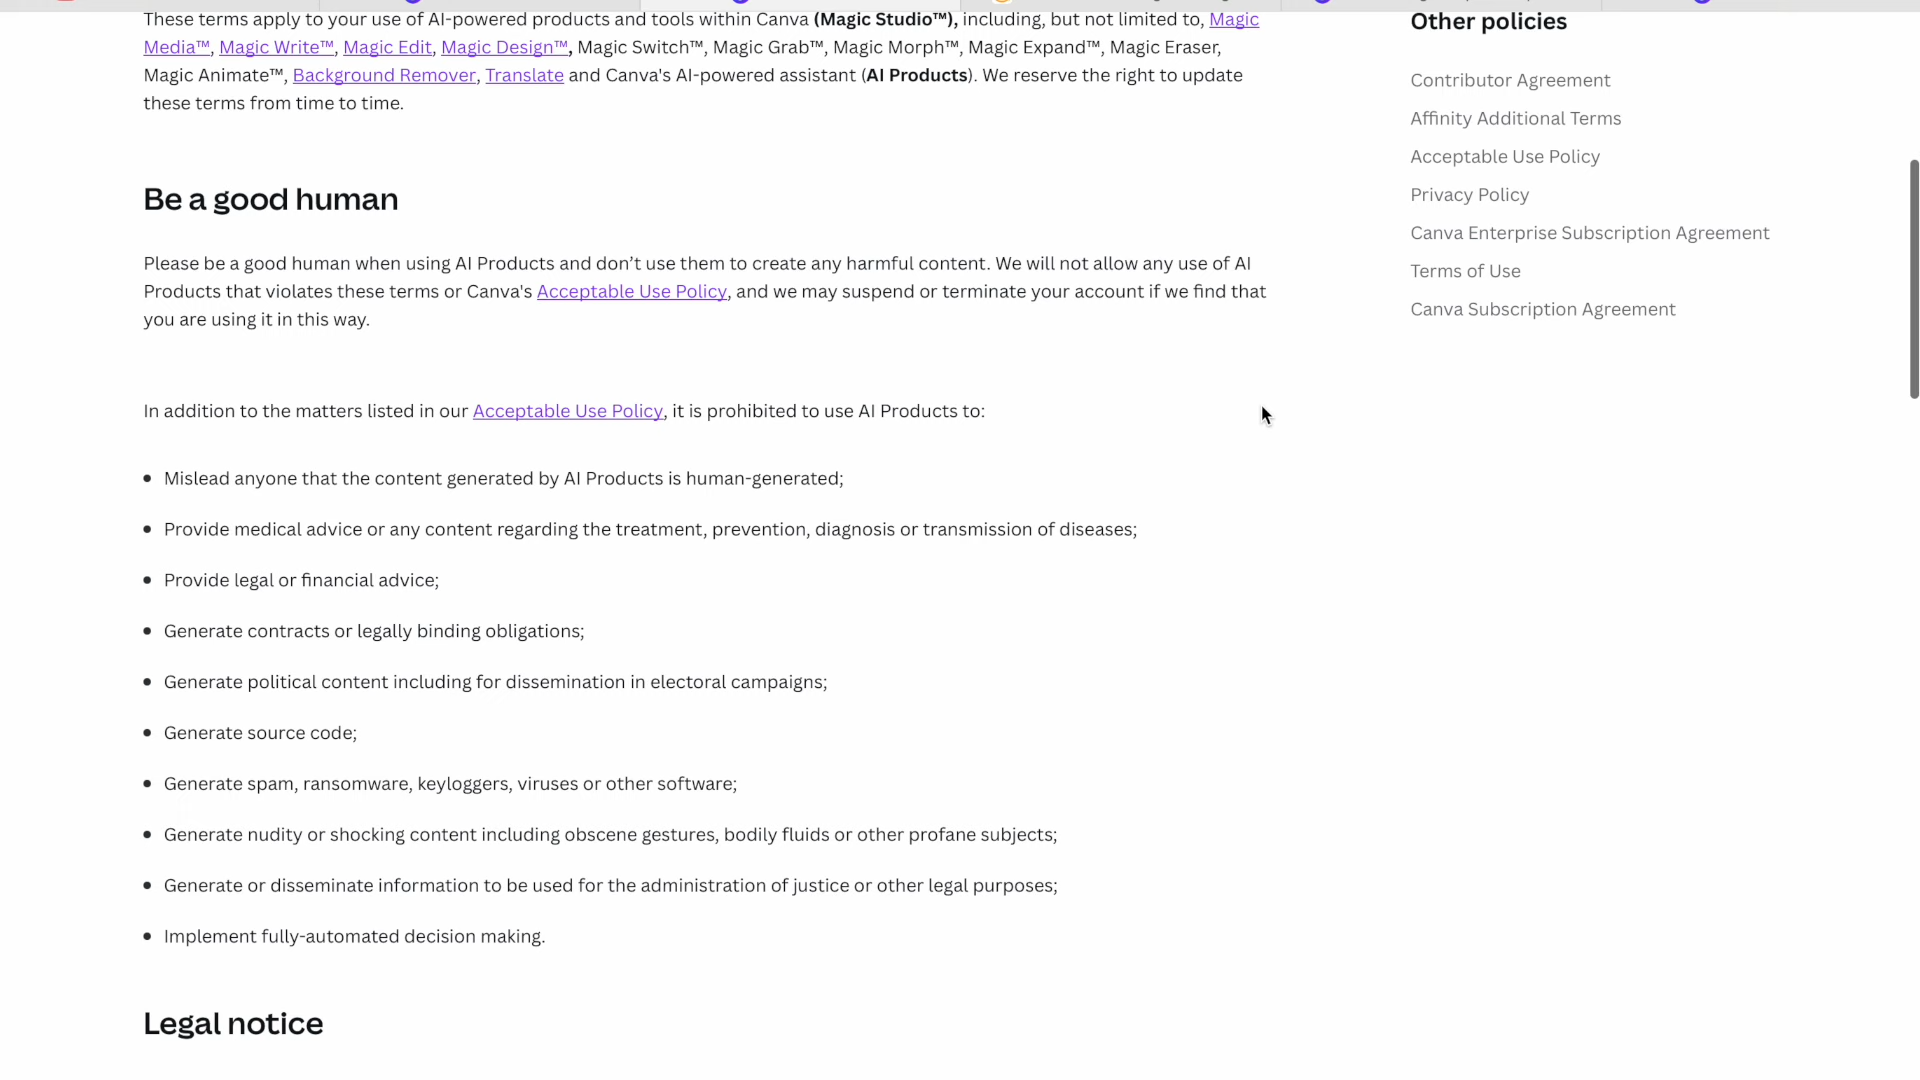 These terms apply to your use of AI-powered products and tools within Canva (Magic Studio™), including, but not limited to, Magic
Media™, Magic Write™, Magic Edit, Magic Design™, Magic Switch™, Magic Grab™, Magic Morph™, Magic Expand™, Magic Eraser,
Magic Animate™, Background Remover, Translate and Canva's AI-powered assistant (AI Products). We reserve the right to update
these terms from time to time.
Be a good human
Please be a good human when using AI Products and don’t use them to create any harmful content. We will not allow any use of AI
Products that violates these terms or Canva's Acceptable Use Policy, and we may suspend or terminate your account if we find that
you are using it in this way.
In addition to the matters listed in our Acceptable Use Policy, it is prohibited to use AI Products to:
• Mislead anyone that the content generated by AI Products is human-generated;
• Provide medical advice or any content regarding the treatment, prevention, diagnosis or transmission of diseases;
• Provide legal or financial advice;
• Generate contracts or legally binding obligations;
• Generate political content including for dissemination in electoral campaigns;
• Generate source code;
• Generate spam, ransomware, keyloggers, viruses or other software;
• Generate nudity or shocking content including obscene gestures, bodily fluids or other profane subjects;
• Generate or disseminate information to be used for the administration of justice or other legal purposes;
• Implement fully-automated decision making.
Legal notice
Other policies
Contributor Agreement
Affinity Additional Terms
Acceptable Use Policy
Privacy Policy
Canva Enterprise Subscription Agreement
Terms of Use
Canva Subscription Agreement